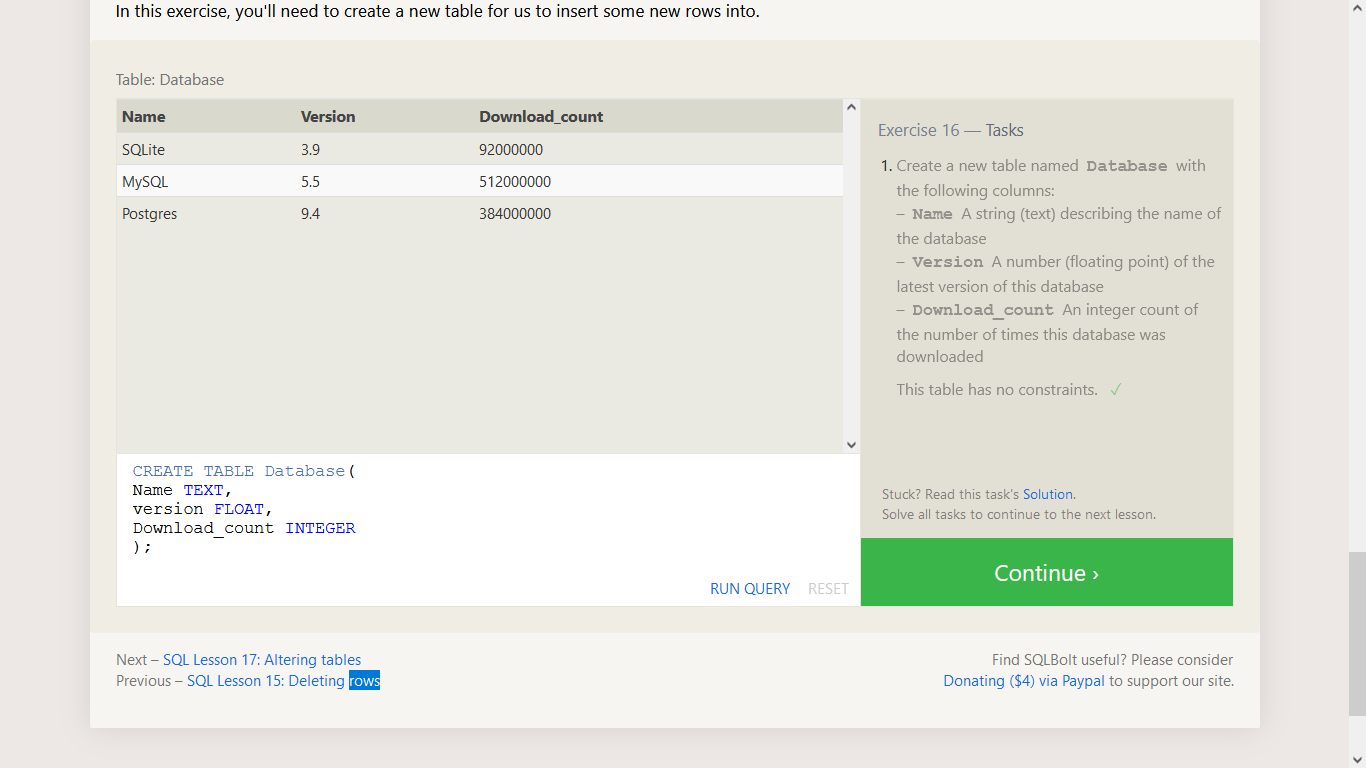 In this exercise, you'll need to create a new table for us to insert some new rows into.
Table: Database
Name Version Download_count
SQLite 3.9 92000000
MySQL 5.5 512000000
Postgres 9.4 384000000
CREATE TABLE Database(
Name TEXT,
version FLOAT,
Download_count INTEGER
);
RUN QUERY RESET
Exercise 16 — Tasks
1. Create a new table named Database with
the following columns:
– Name A string (text) describing the name of
the database
– Version A number (floating point) of the
latest version of this database
– Download_count An integer count of
the number of times this database was
downloaded
This table has no constraints. ✓
Stuck? Read this task's Solution.
Solve all tasks to continue to the next lesson.
Continue ›
Next – SQL Lesson 17: Altering tables
Previous – SQL Lesson 15: Deleting rows
Find SQLBolt useful? Please consider
Donating ($4) via Paypal to support our site.